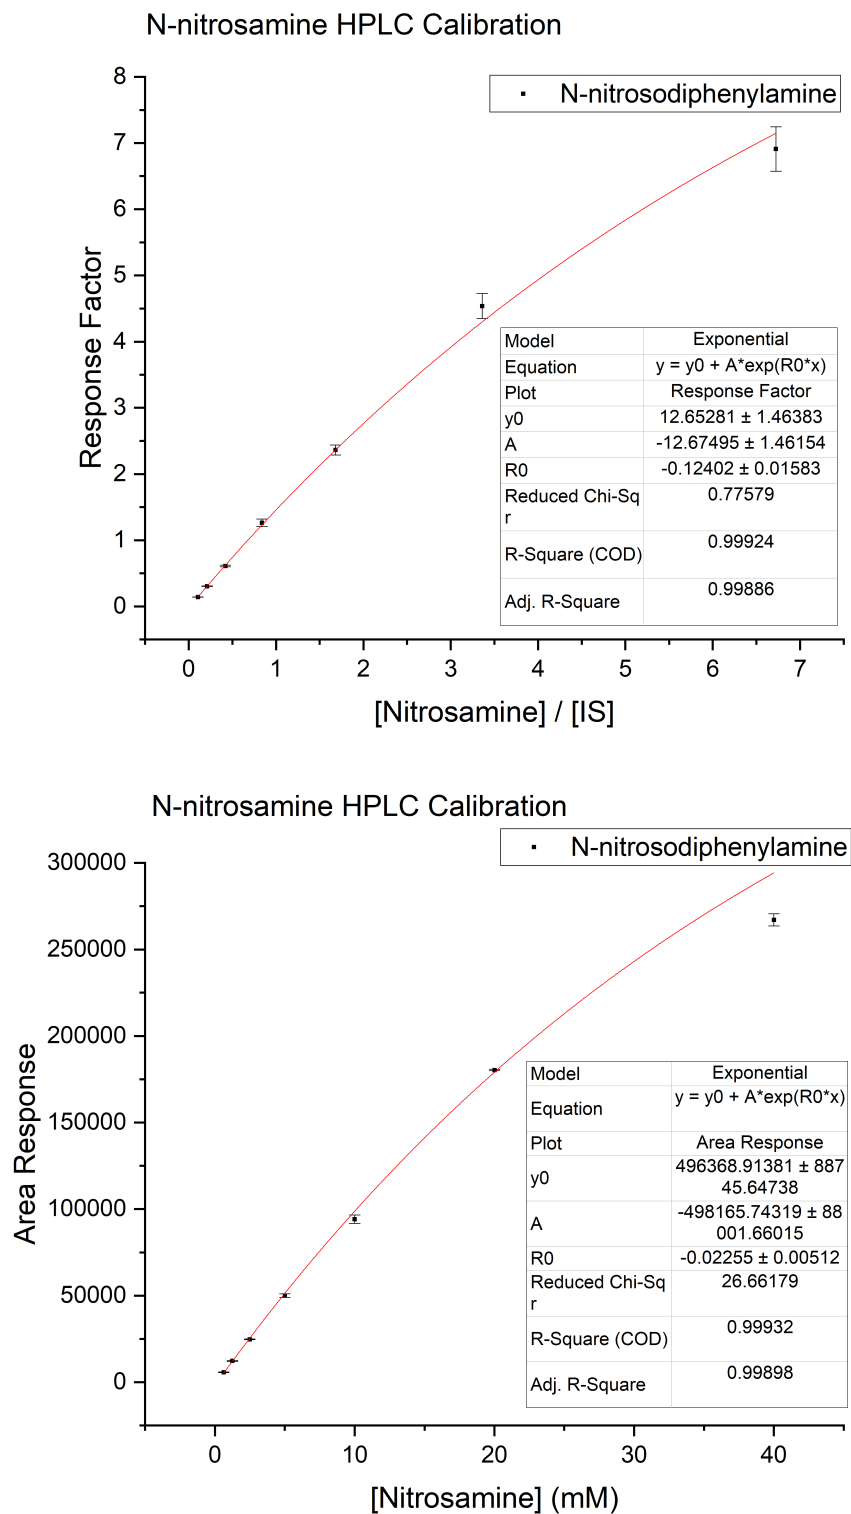 N-nitrosamine HPLC Calibration
N-nitrosodiphenylamine
8
7
6
5
4
3
2
1
0
Response Factor
Model Exponential
Equation y = y0 + A*exp(R0*x)
Plot Response Factor
y0 12.65281 ± 1.46383
A -12.67495 ± 1.46154
R0 -0.12402 ± 0.01583
Reduced Chi-Sq
r
0.77579
R-Square (COD) 0.99924
Adj. R-Square 0.99886
0 1 2 3 4 5 6 7
[Nitrosamine] / [IS]
N-nitrosamine HPLC Calibration
N-nitrosodiphenylamine
300000
250000
200000
150000
100000
50000
0
Area Response
Model Exponential
Equation y = y0 + A*exp(R0*x)
Plot Area Response
y0 496368.91381 ± 887
45.64738
A -498165.74319 ± 88
001.66015
R0 -0.02255 ± 0.00512
Reduced Chi-Sq
r
26.66179
R-Square (COD) 0.99932
Adj. R-Square 0.99898
0 10 20 30 40
[Nitrosamine] (mM)